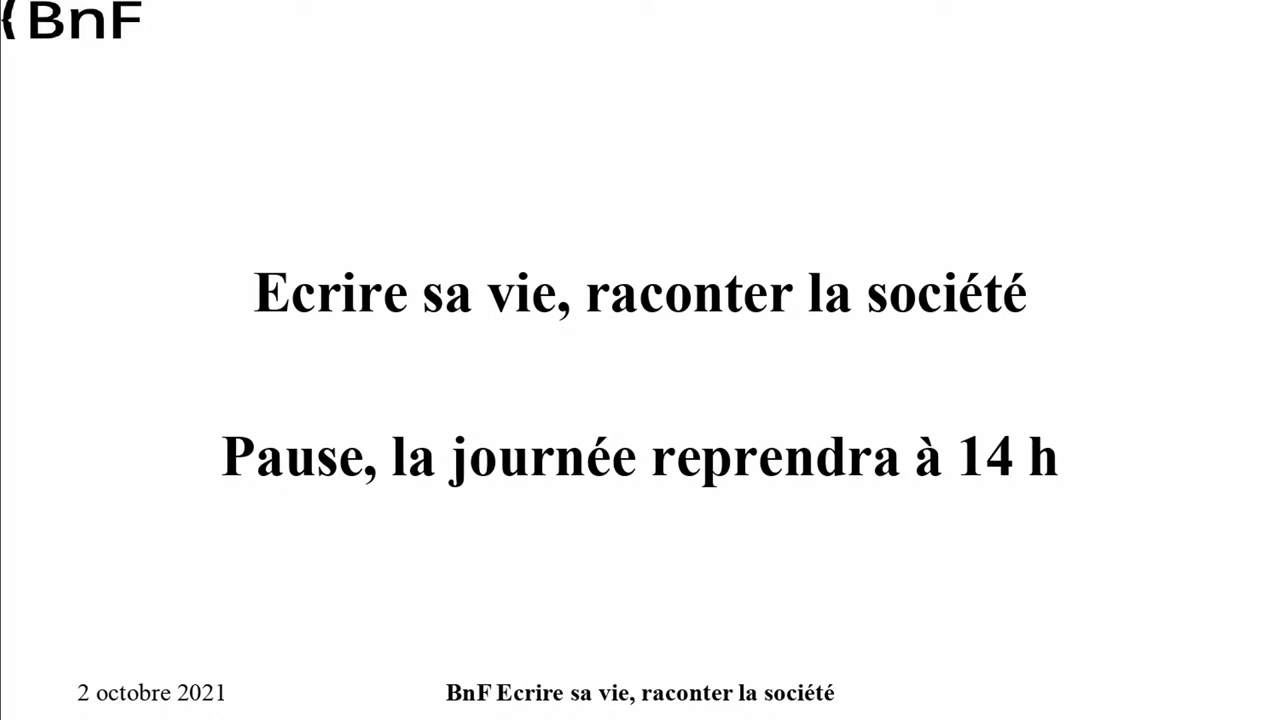 BnF
Ecrire sa vie, raconter la société
Pause, la journée reprendra à 14 h
2 octobre 2021
BnF Ecrire sa vie, raconter la société